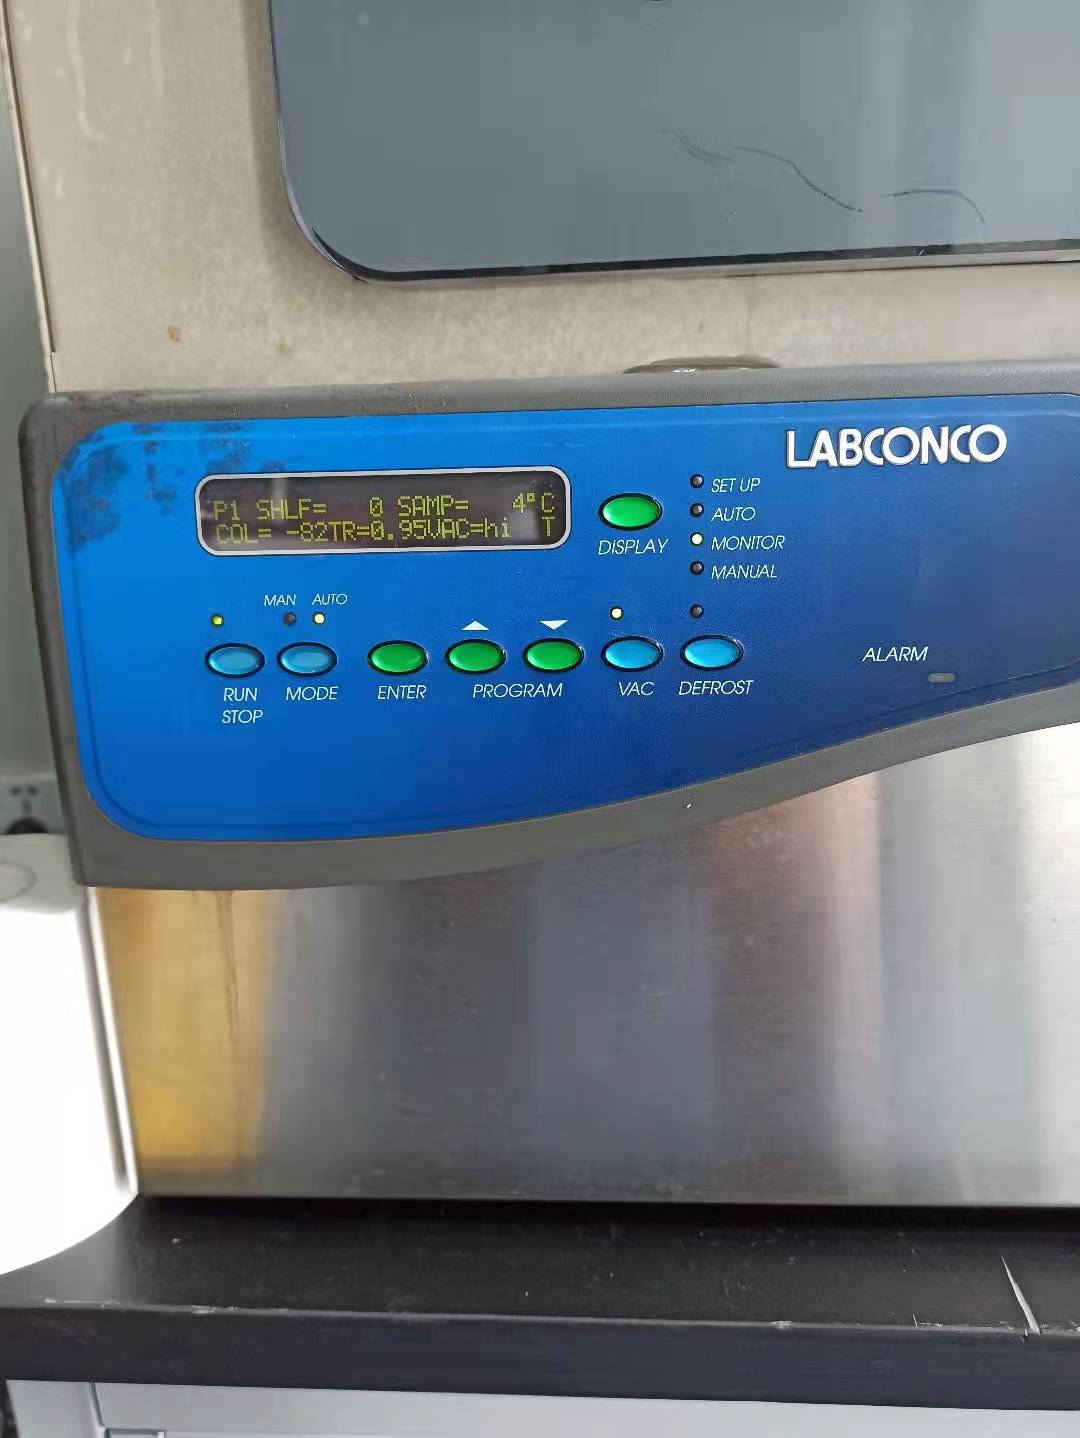 LABCONCO
P1 SHLF= 0 SAMP= 4°C
COL= -82TR=0.95VAC=hi T
DISPLAY
SET UP
AUTO
MONITOR
MANUAL
MAN AUTO
RUN
STOP
MODE
ENTER
PROGRAM
VAC
DEFROST
ALARM